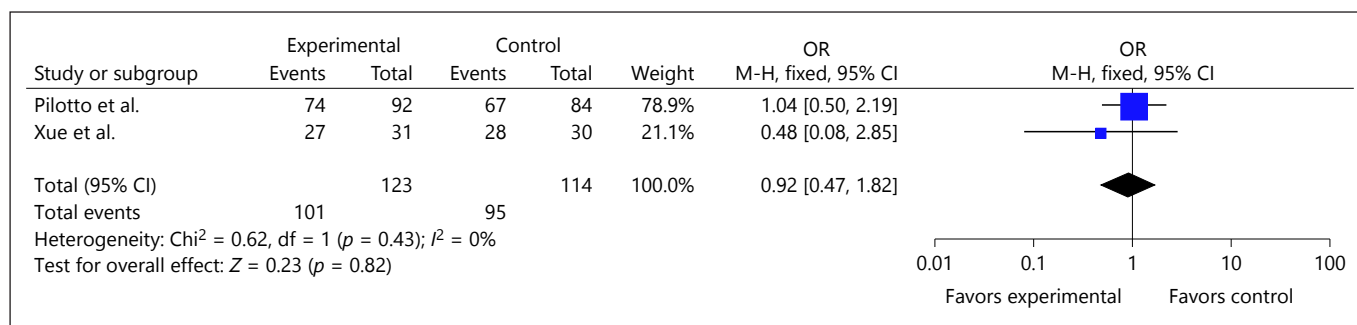 Experimental Control OR OR
Study or subgroup Events Total Events Total Weight M-H, fixed, 95% CI M-H, fixed, 95% CI
Pilotto et al. 74 92 67 84 78.9% 1.04 [0.50, 2.19]
Xue et al. 27 31 28 30 21.1% 0.48 [0.08, 2.85]
Total (95% CI) 123 114 100.0% 0.92 [0.47, 1.82]
Total events 101 95
Heterogeneity: Chi² = 0.62, df = 1 (p = 0.43); I² = 0%
Test for overall effect: Z = 0.23 (p = 0.82)
0.01 0.1 1 10 100
Favors experimental Favors control